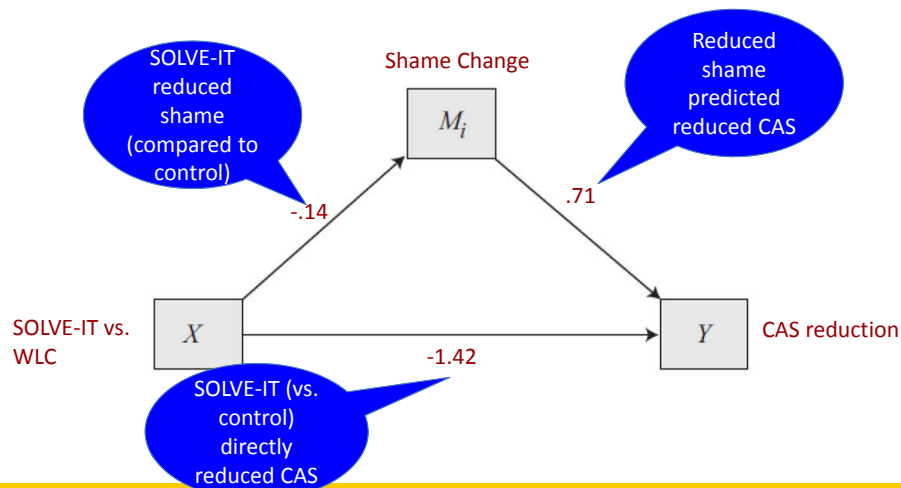 SOLVE-IT
reduced
shame
(compared to
control)
Shame Change
M_i
Reduced
shame
predicted
reduced CAS
-.14
.71
SOLVE-IT vs.
WLC
X
Y
CAS reduction
-1.42
SOLVE-IT (vs.
control)
directly
reduced CAS